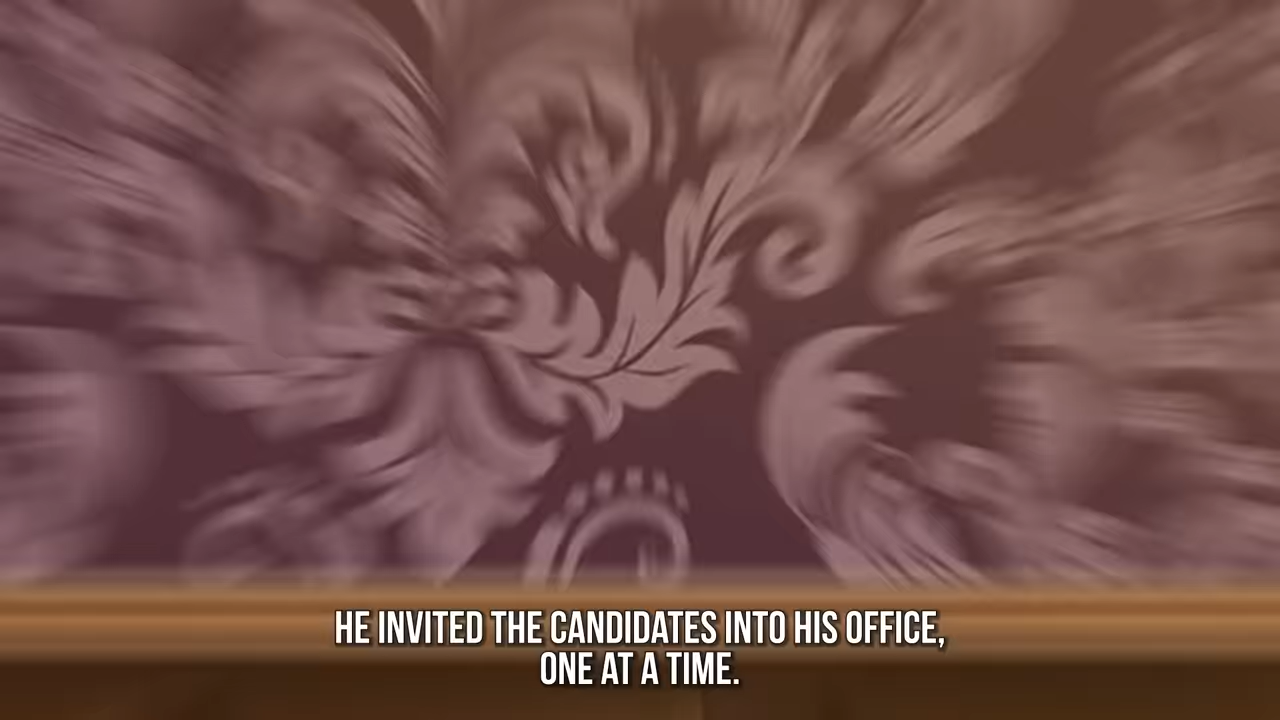 HE INVITED THE CANDIDATES INTO HIS OFFICE,
ONE AT A TIME.